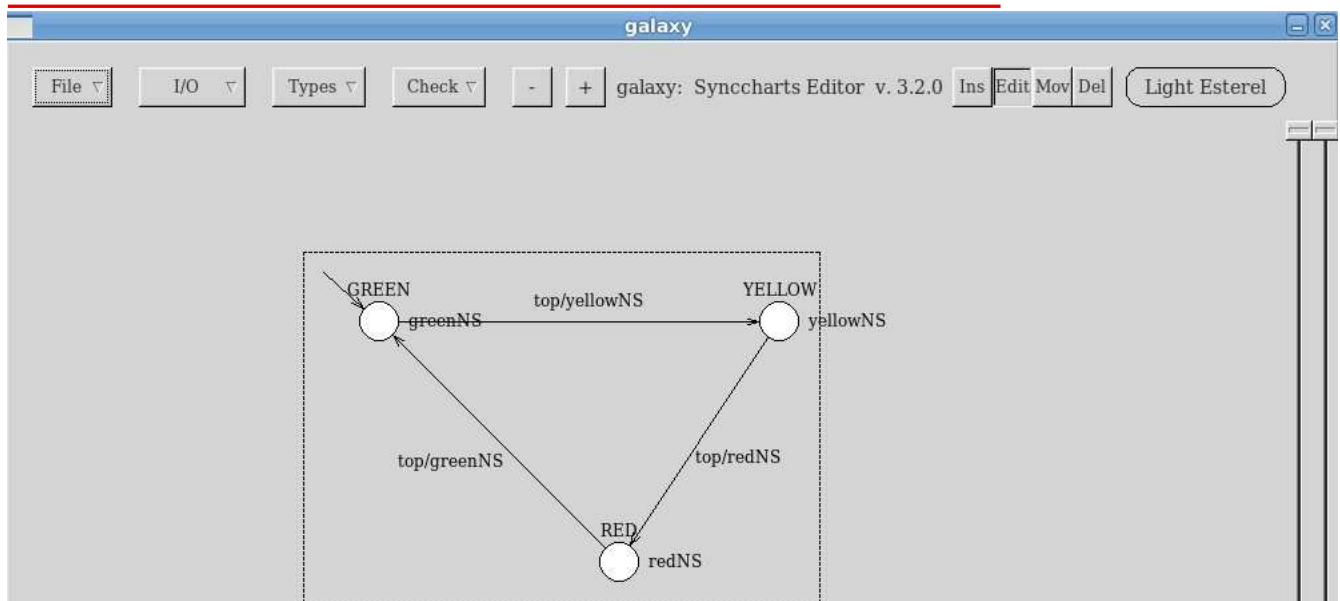 galaxy
File I/O Types Check - + galaxy: Synccharts Editor v. 3.2.0 Ins Edit Mov Del Light Esterel
GREEN
top/yellowNS
YELLOW
greenNS
yellowNS
top/greenNS
top/redNS
RED
redNS